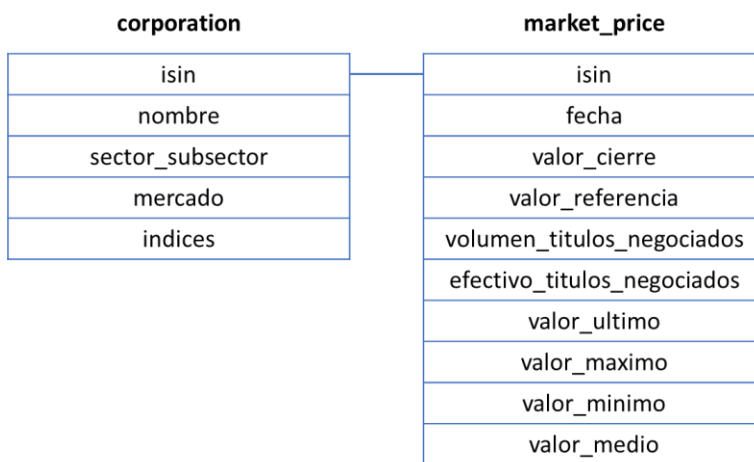 corporation
isin
nombre
sector_subsector
mercado
indices
market_price
isin
fecha
valor_cierre
valor_referencia
volumen_titulos_negociados
efectivo_titulos_negociados
valor_ultimo
valor_maximo
valor_minimo
valor_medio